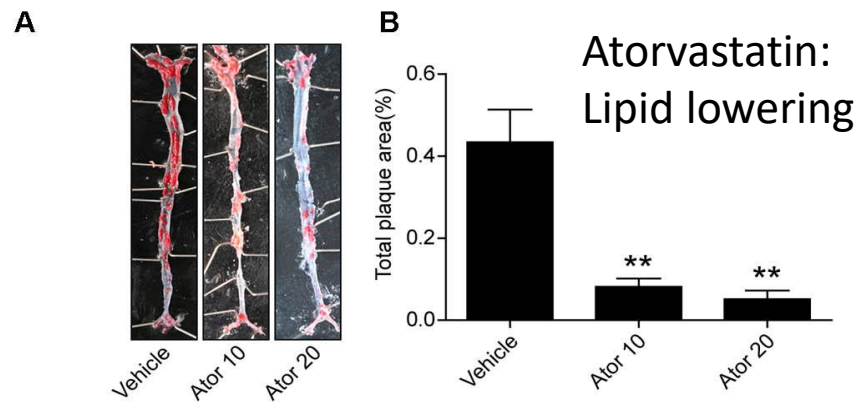 A
Vehicle
Ator 10
Ator 20
B
Atorvastatin:
Lipid lowering
Total plaque area(%)
0.6
0.4
0.2
0.0
**
**
Vehicle
Ator 10
Ator 20